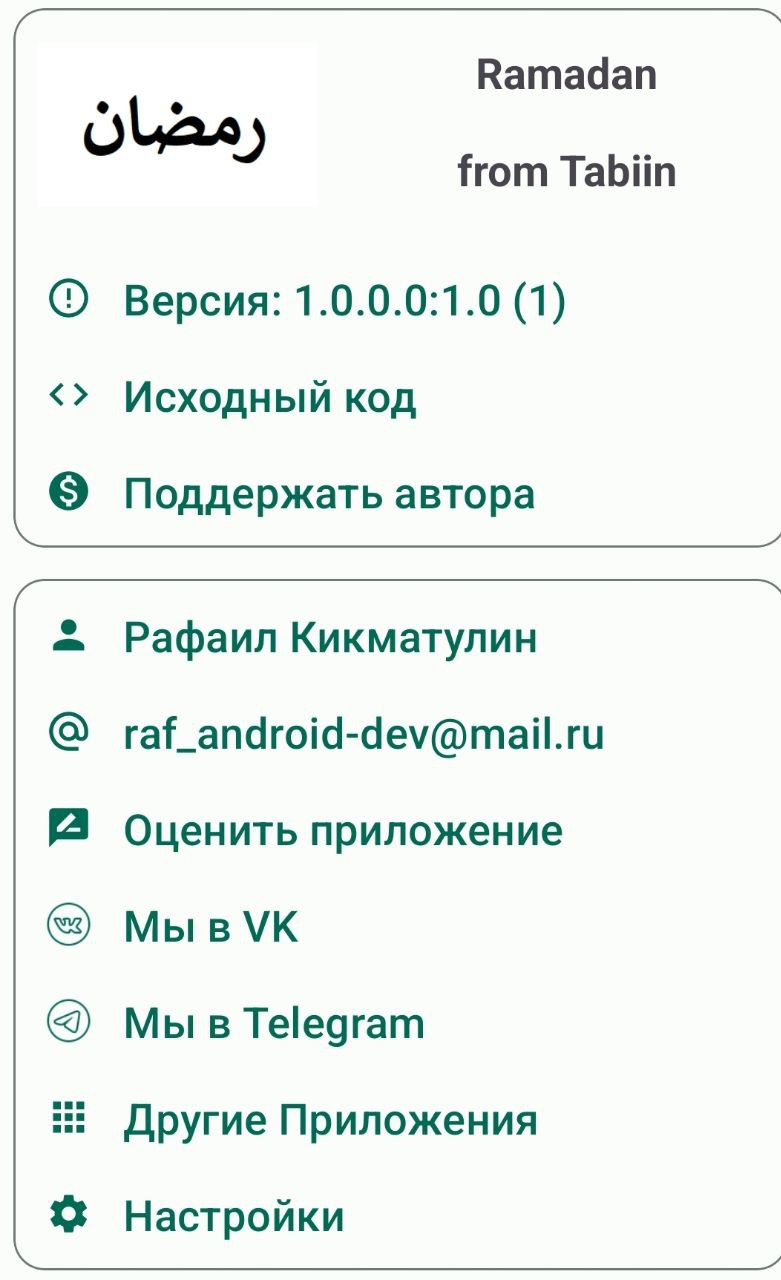 رمضان
Ramadan
from Tabiin
Версия: 1.0.0.0:1.0 (1)
Исходный код
Поддержать автора
Рафаил Кикматулин
raf_android-dev@mail.ru
Оценить приложение
Мы в VK
Мы в Telegram
Другие Приложения
Настройки